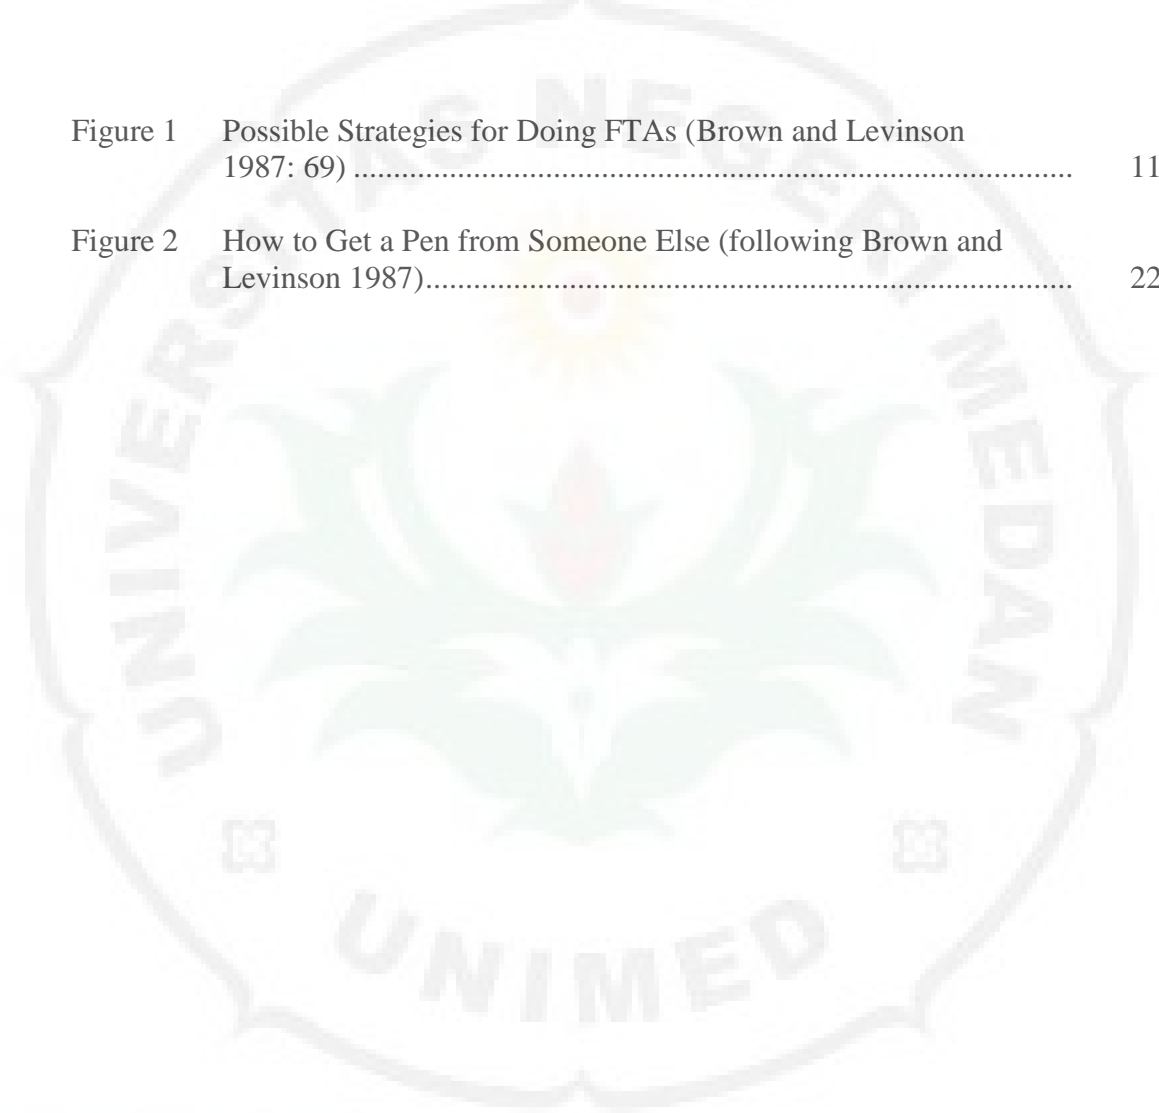 Figure 1 Possible Strategies for Doing FTAs (Brown and Levinson
1987: 69) .................................................................................. 11
Figure 2 How to Get a Pen from Someone Else (following Brown and
Levinson 1987).......................................................................... 22
UNIVERSITAS NEGERI MEDAN
UNIMED